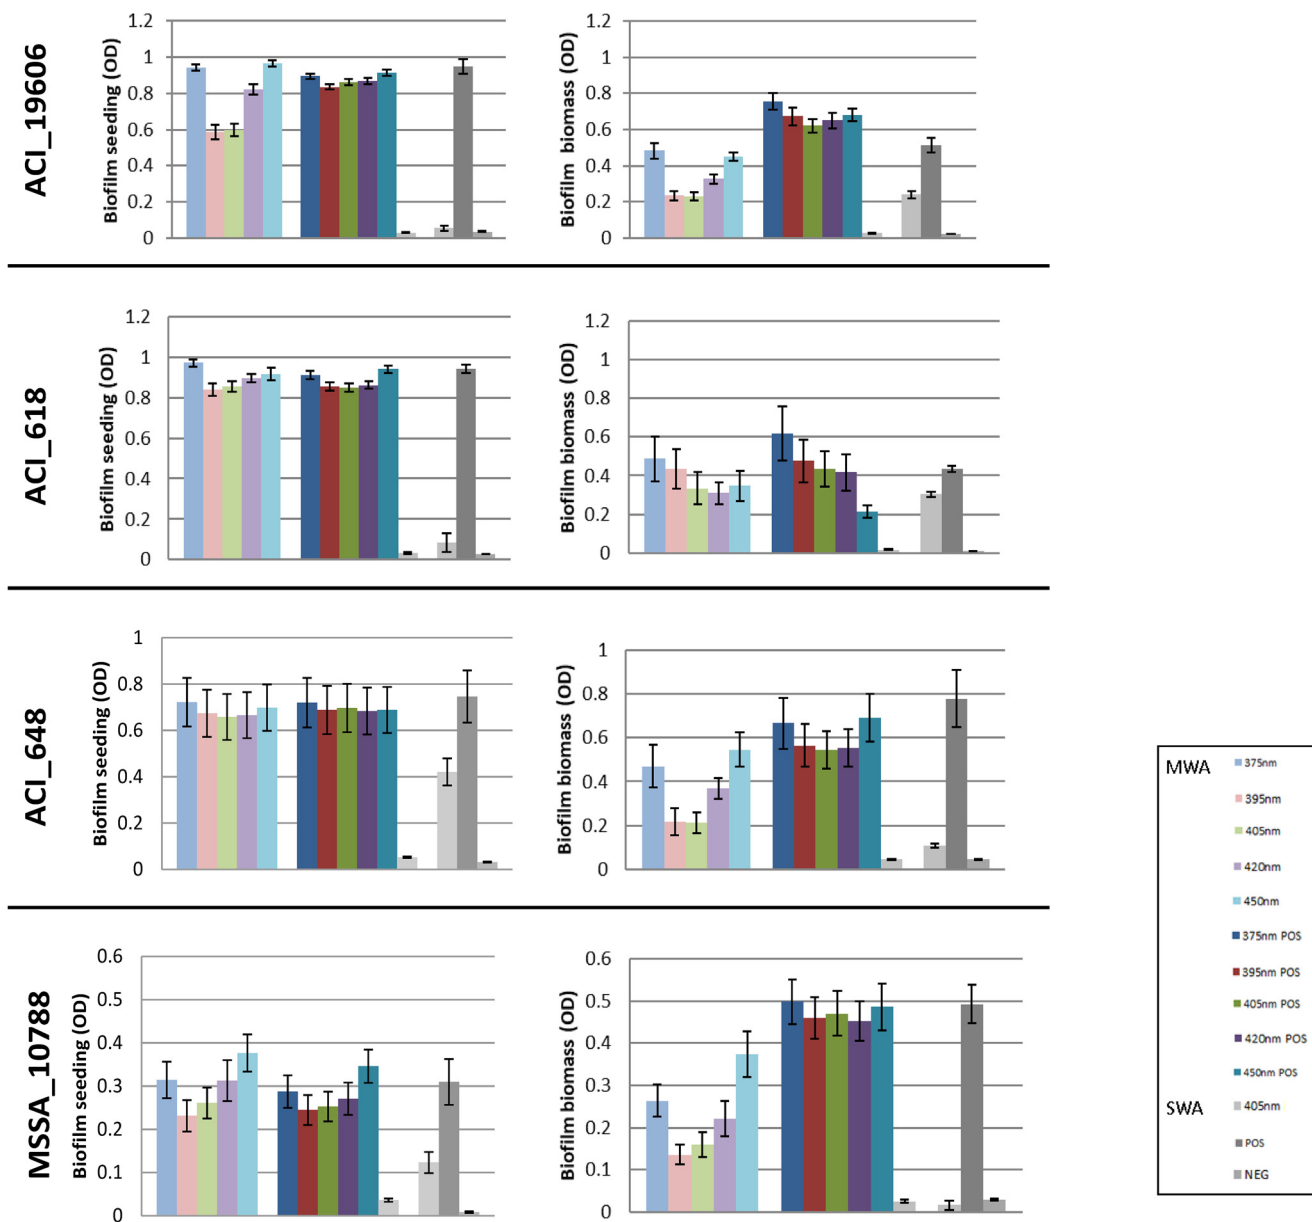 ACI_19606
Biofilm seeding (OD)
1.2
1
0.8
0.6
0.4
0.2
0
Biofilm biomass (OD)
1.2
1
0.8
0.6
0.4
0.2
0
ACI_618
Biofilm seeding (OD)
1.2
1
0.8
0.6
0.4
0.2
0
Biofilm biomass (OD)
1.2
1
0.8
0.6
0.4
0.2
0
ACI_648
Biofilm seeding (OD)
1
0.8
0.6
0.4
0.2
0
Biofilm biomass (OD)
1
0.8
0.6
0.4
0.2
0
MSSA_10788
Biofilm seeding (OD)
0.6
0.5
0.4
0.3
0.2
0.1
0
Biofilm biomass (OD)
0.6
0.5
0.4
0.3
0.2
0.1
0
MWA 375nm
395nm
405nm
420nm
450nm
375nm POS
395nm POS
405nm POS
420nm POS
450nm POS
SWA 405nm
POS
NEG